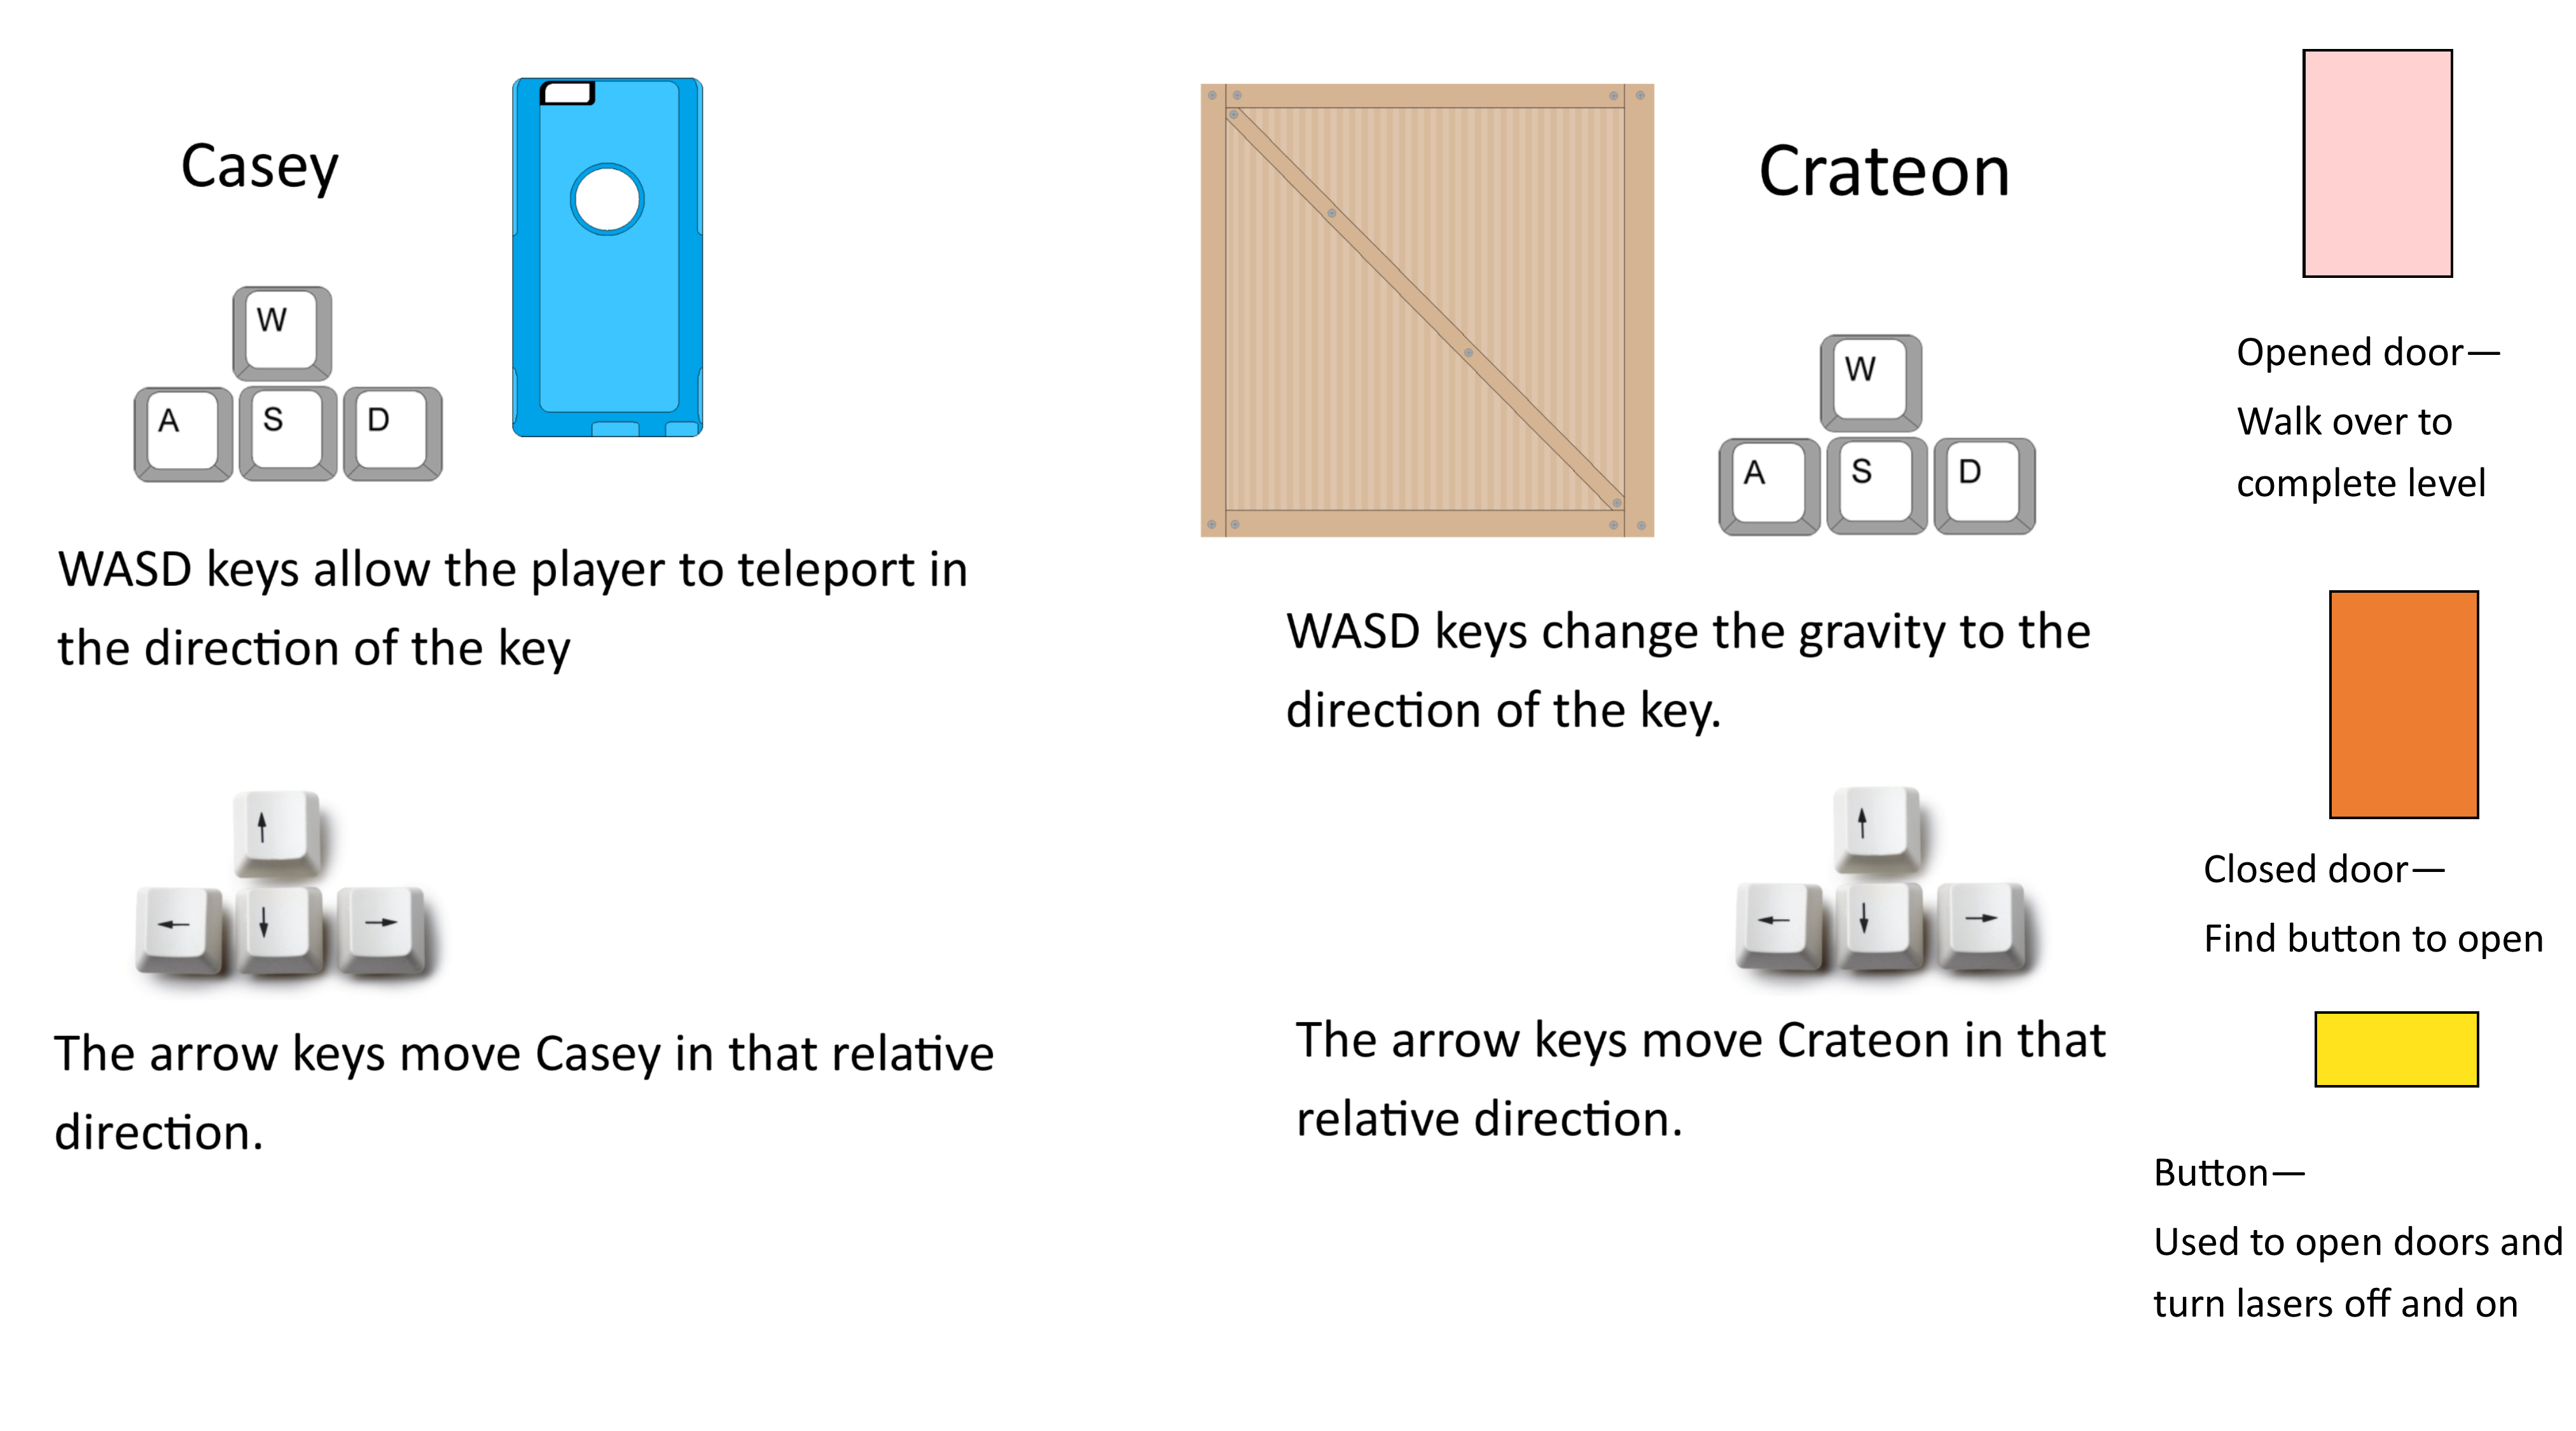 Casey
W
A S D
WASD keys allow the player to teleport in
the direction of the key
↑
← ↓ →
The arrow keys move Casey in that relative
direction.
Crateon
W
A S D
WASD keys change the gravity to the
direction of the key.
↑
← ↓ →
The arrow keys move Crateon in that
relative direction.
Opened door—
Walk over to
complete level
Closed door—
Find button to open
Button—
Used to open doors and
turn lasers off and on